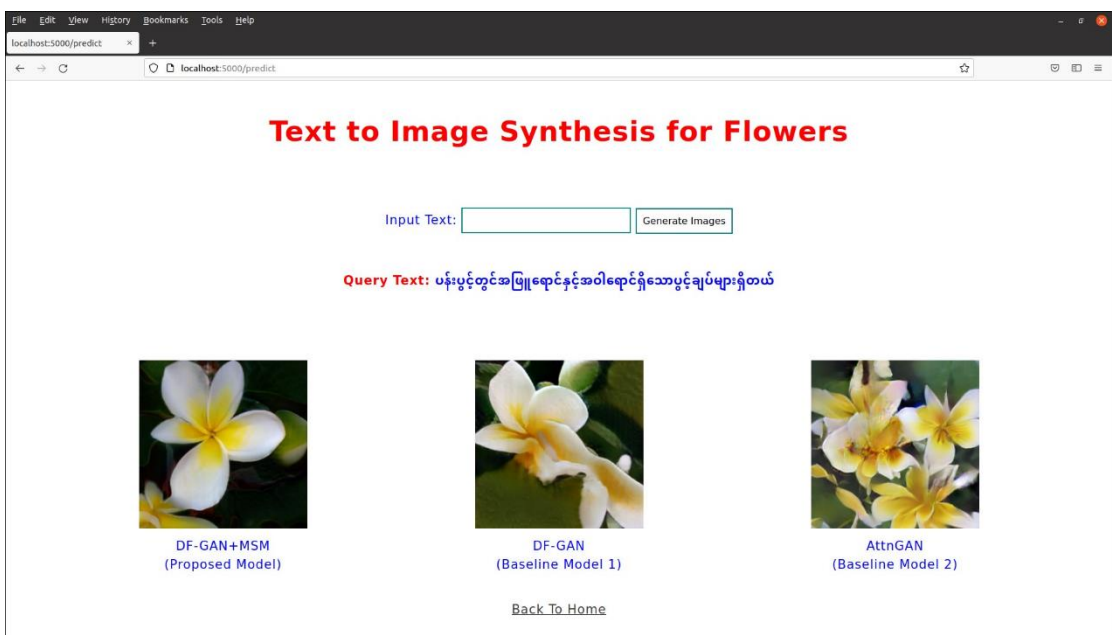 File Edit View History Bookmarks Tools Help
localhost:5000/predict × +
localhost:5000/predict
Text to Image Synthesis for Flowers
Input Text: Generate Images
Query Text: ပန်းပွင့်တွင်အဖြူရောင်နှင့်အဝါရောင်ရှိသောပွင့်ချပ်များရှိတယ်
DF-GAN+MSM
(Proposed Model)
DF-GAN
(Baseline Model 1)
AttnGAN
(Baseline Model 2)
Back To Home